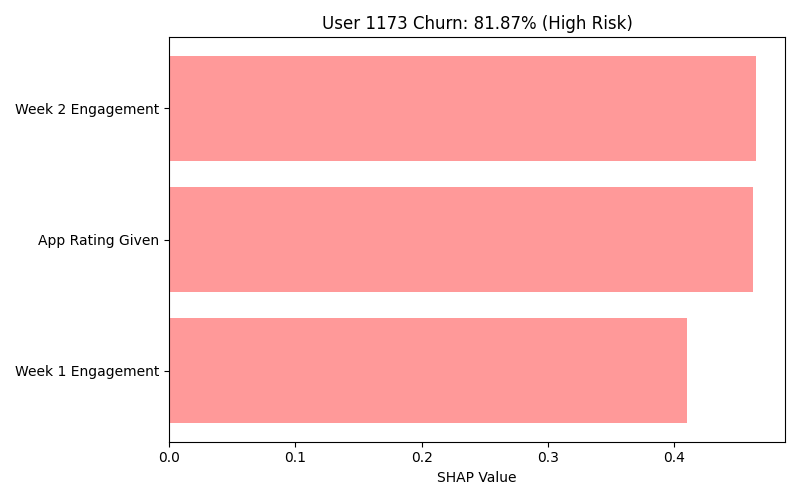 User 1173 Churn: 81.87% (High Risk)
Week 2 Engagement
App Rating Given
Week 1 Engagement
0.0 0.1 0.2 0.3 0.4
SHAP Value